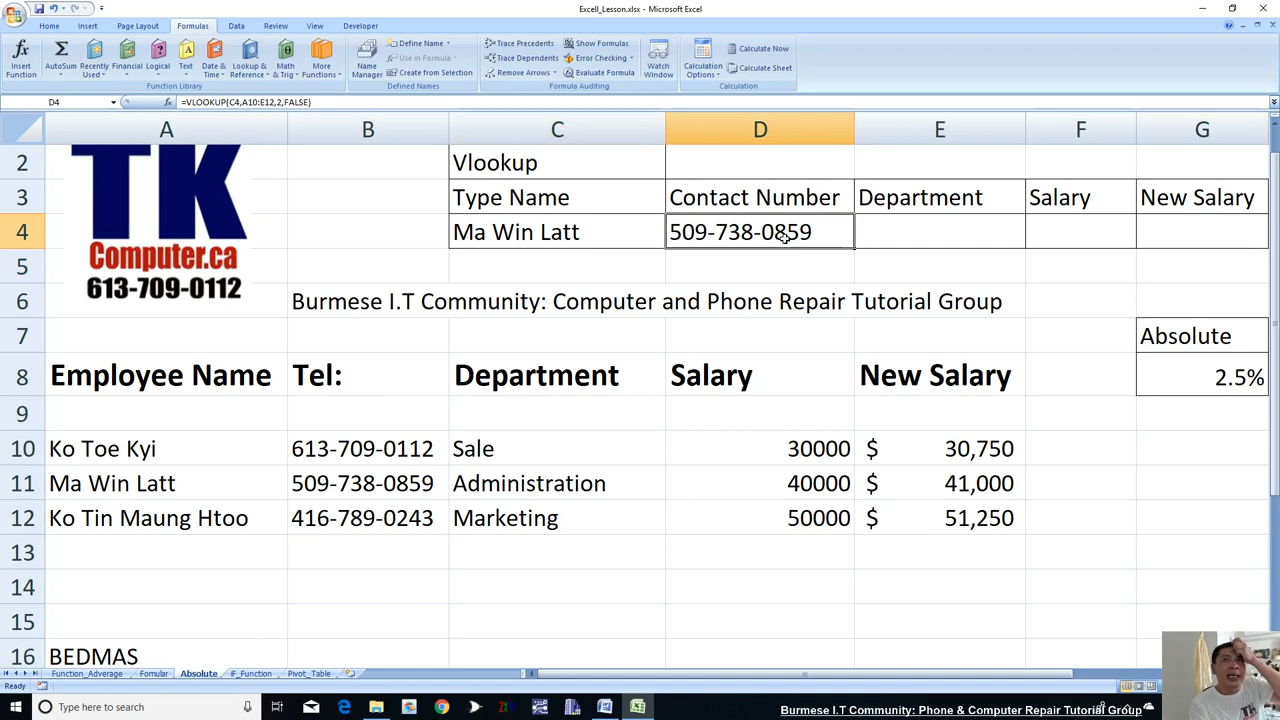 Excell_Lesson.xlsx - Microsoft Excel
Home Insert Page Layout Formulas Data Review View Developer
Insert Function
AutoSum
Recently Used
Financial
Logical
Text
Date & Time
Lookup & Reference
Math & Trig
More Functions
Function Library
Name Manager
Define Name
Use in Formula
Create from Selection
Defined Names
Trace Precedents
Trace Dependents
Remove Arrows
Show Formulas
Error Checking
Evaluate Formula
Formula Auditing
Watch Window
Calculation Options
Calculate Now
Calculate Sheet
Calculation
D4 fx =VLOOKUP(C4,A10:E12,2,FALSE)
A B C D E F G
2 Vlookup
3 Type Name Contact Number Department Salary New Salary
4 Ma Win Latt 509-738-0859
TK
Computer.ca
613-709-0112
5
6 Burmese I.T Community: Computer and Phone Repair Tutorial Group
7 Absolute
8 Employee Name Tel: Department Salary New Salary 2.5%
9
10 Ko Toe Kyi 613-709-0112 Sale 30000 $ 30,750
11 Ma Win Latt 509-738-0859 Administration 40000 $ 41,000
12 Ko Tin Maung Htoo 416-789-0243 Marketing 50000 $ 51,250
13
14
15
16 BEDMAS
Function_Adverage Fomular Absolute iF_Function Pivot_Table
Ready
Type here to search
Burmese I.T Community: Phone & Computer Repair Tutorial Group